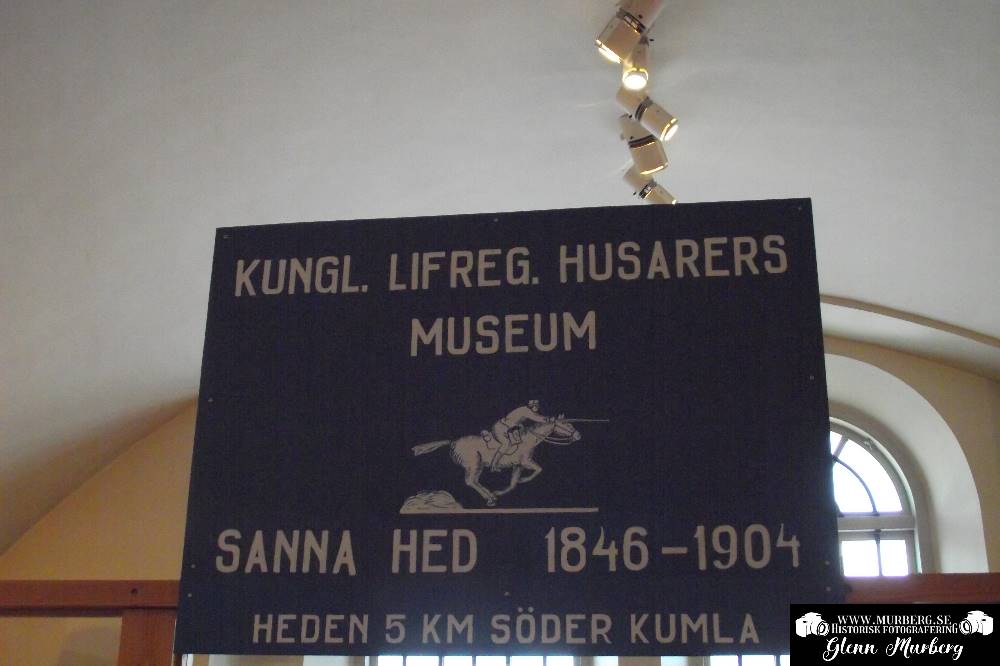 KUNGL. LIFREG. HUSARERS
MUSEUM
SANNA HED 1846–1904
HEDEN 5 KM SÖDER KUMLA
WWW.MURBERG.SE
HISTORISK FOTOGRAFERING
Glenn Murberg